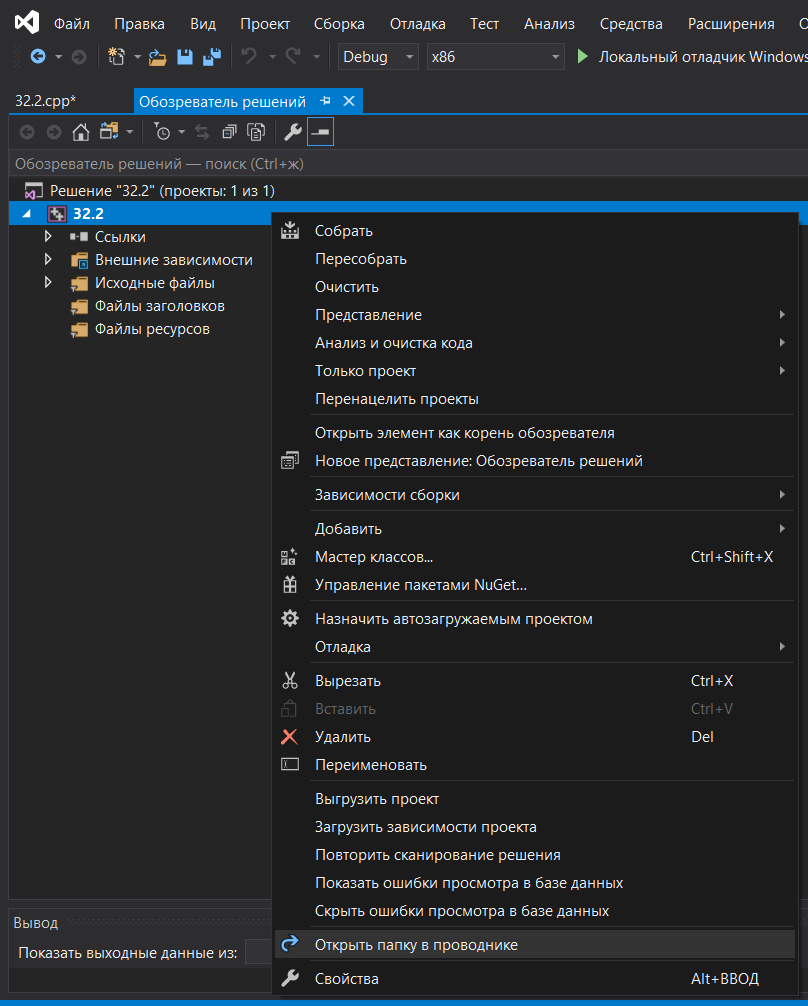 Файл Правка Вид Проект Сборка Отладка Тест Анализ Средства Расширения
Debug x86 Локальный отладчик Windows
32.2.cpp* Обозреватель решений
Обозреватель решений — поиск (Ctrl+ж)
Решение "32.2" (проекты: 1 из 1)
32.2
Ссылки
Внешние зависимости
Исходные файлы
Файлы заголовков
Файлы ресурсов
Собрать
Пересобрать
Очистить
Представление
Анализ и очистка кода
Только проект
Перенацелить проекты
Открыть элемент как корень обозревателя
Новое представление: Обозреватель решений
Зависимости сборки
Добавить
Мастер классов... Ctrl+Shift+X
Управление пакетами NuGet...
Назначить автозагружаемым проектом
Отладка
Вырезать Ctrl+X
Вставить Ctrl+V
Удалить Del
Переименовать
Выгрузить проект
Загрузить зависимости проекта
Повторить сканирование решения
Показать ошибки просмотра в базе данных
Скрыть ошибки просмотра в базе данных
Открыть папку в проводнике
Свойства Alt+ВВОД
Вывод
Показать выходные данные из: